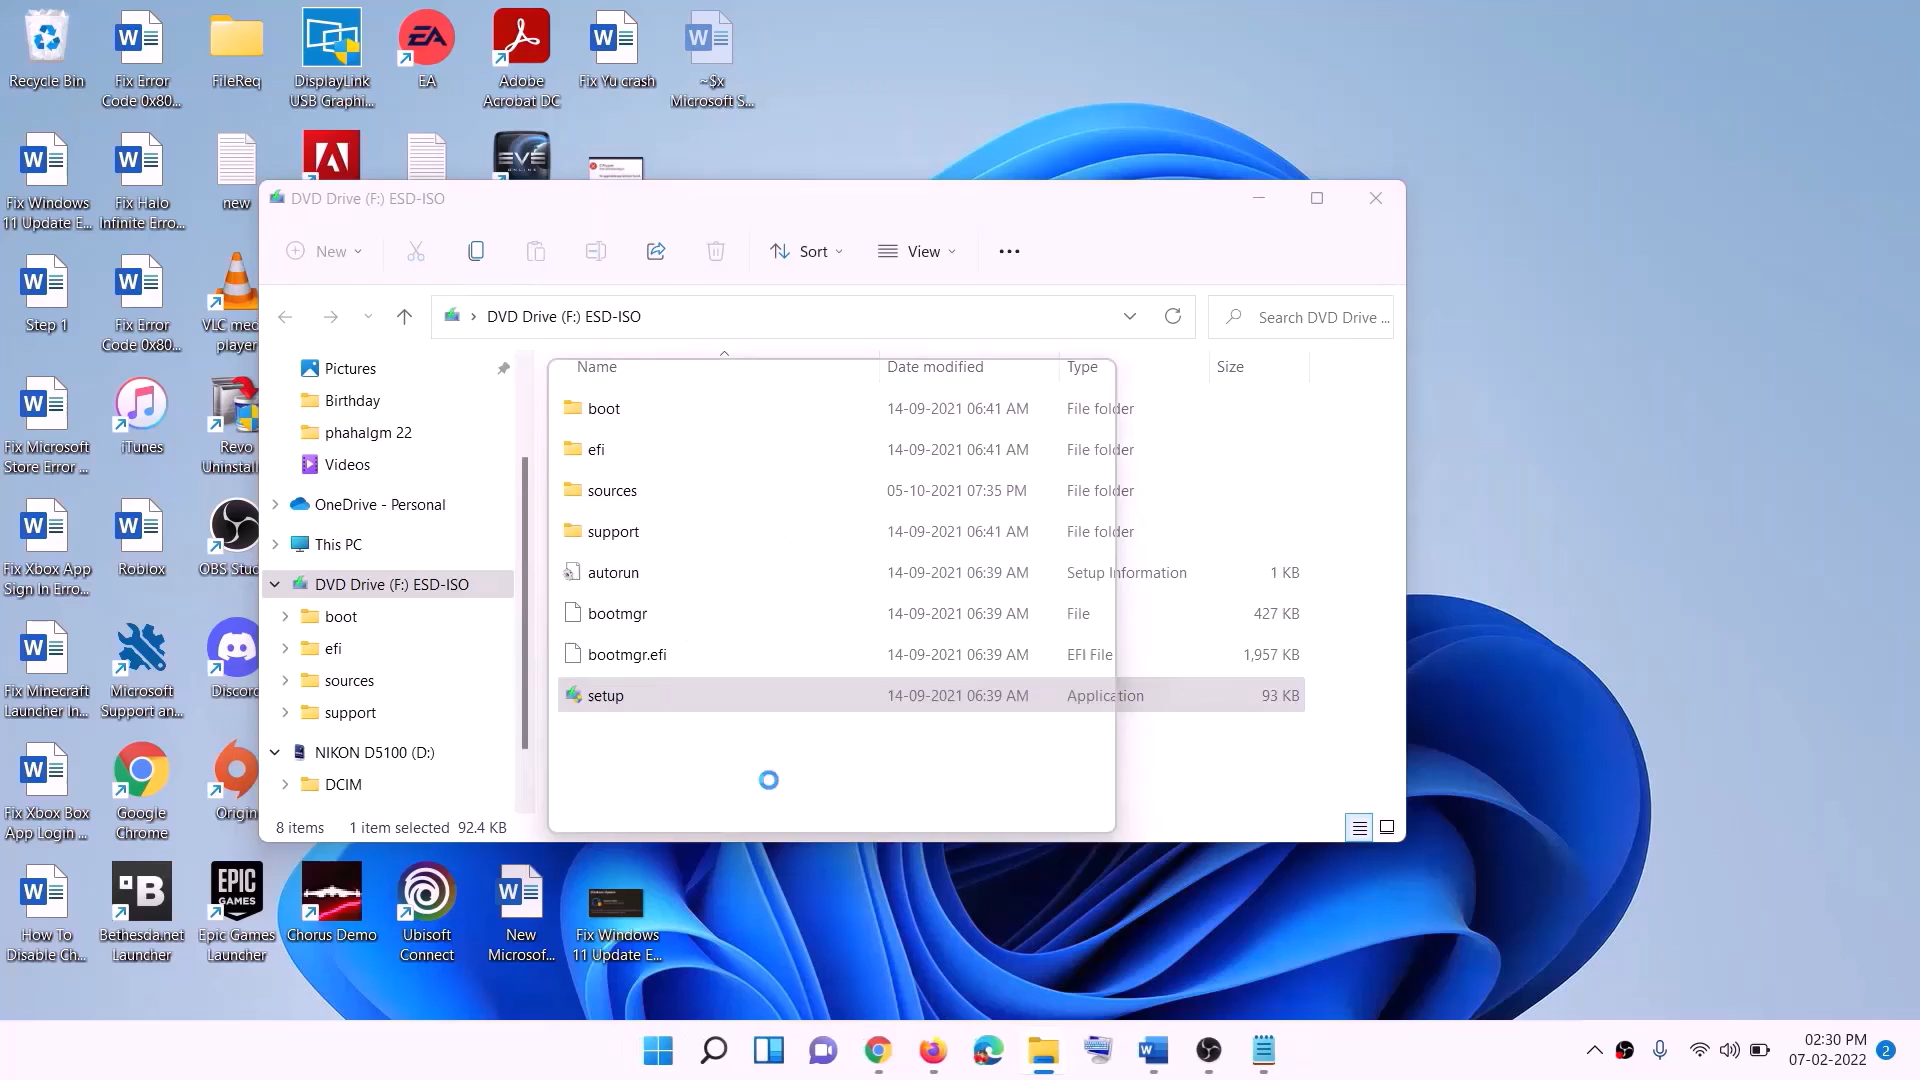 Recycle Bin
Fix Error
Code 0x80...
FileReq
DisplayLink
USB Graphi...
EA
Adobe
Acrobat DC
Fix Yu crash
~$x
Microsoft S...
Fix Windows
11 Update E...
Fix Halo
Infinite Erro...
new
EVE
ONLINE
Step 1
Fix Error
Code 0x80...
VLC med
player
Fix Microsoft
Store Error ...
iTunes
Revo
Uninstall
Fix Xbox App
Sign In Erro...
Roblox
OBS Stud
Fix Minecraft
Launcher In...
Microsoft
Support an...
Discord
Fix Xbox Box
App Login ...
Google
Chrome
Origin
How To
Disable Ch...
Bethesda.net
Launcher
EPIC
GAMES
Epic Games
Launcher
Chorus Demo
Ubisoft
Connect
New
Microsof...
Fix Windows
11 Update E...
DVD Drive (F:) ESD-ISO
New
Sort
View
DVD Drive (F:) ESD-ISO
Search DVD Drive ...
Pictures
Birthday
phahalgm 22
Videos
OneDrive - Personal
This PC
DVD Drive (F:) ESD-ISO
boot
efi
sources
support
NIKON D5100 (D:)
DCIM
Name Date modified Type Size
boot 14-09-2021 06:41 AM File folder
efi 14-09-2021 06:41 AM File folder
sources 05-10-2021 07:35 PM File folder
support 14-09-2021 06:41 AM File folder
autorun 14-09-2021 06:39 AM Setup Information 1 KB
bootmgr 14-09-2021 06:39 AM File 427 KB
bootmgr.efi 14-09-2021 06:39 AM EFI File 1,957 KB
setup 14-09-2021 06:39 AM Application 93 KB
8 items 1 item selected 92.4 KB
02:30 PM
07-02-2022
2